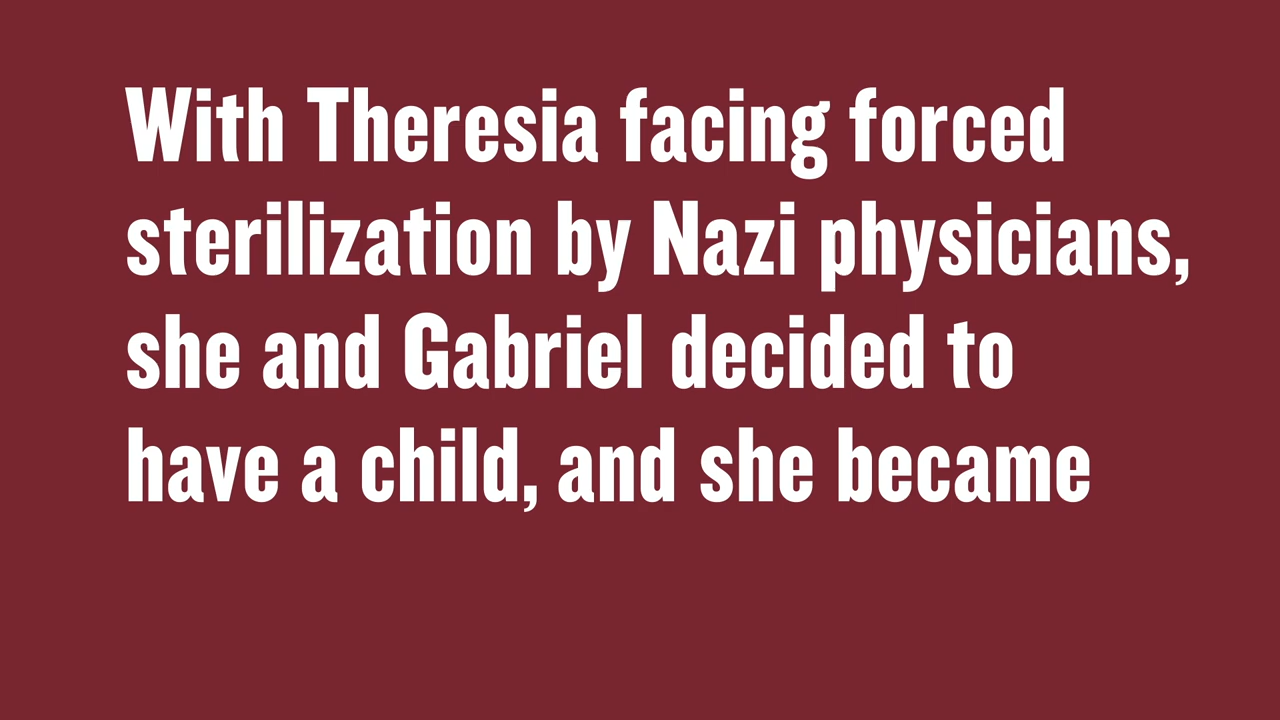 With Theresia facing forced
sterilization by Nazi physicians,
she and Gabriel decided to
have a child, and she became